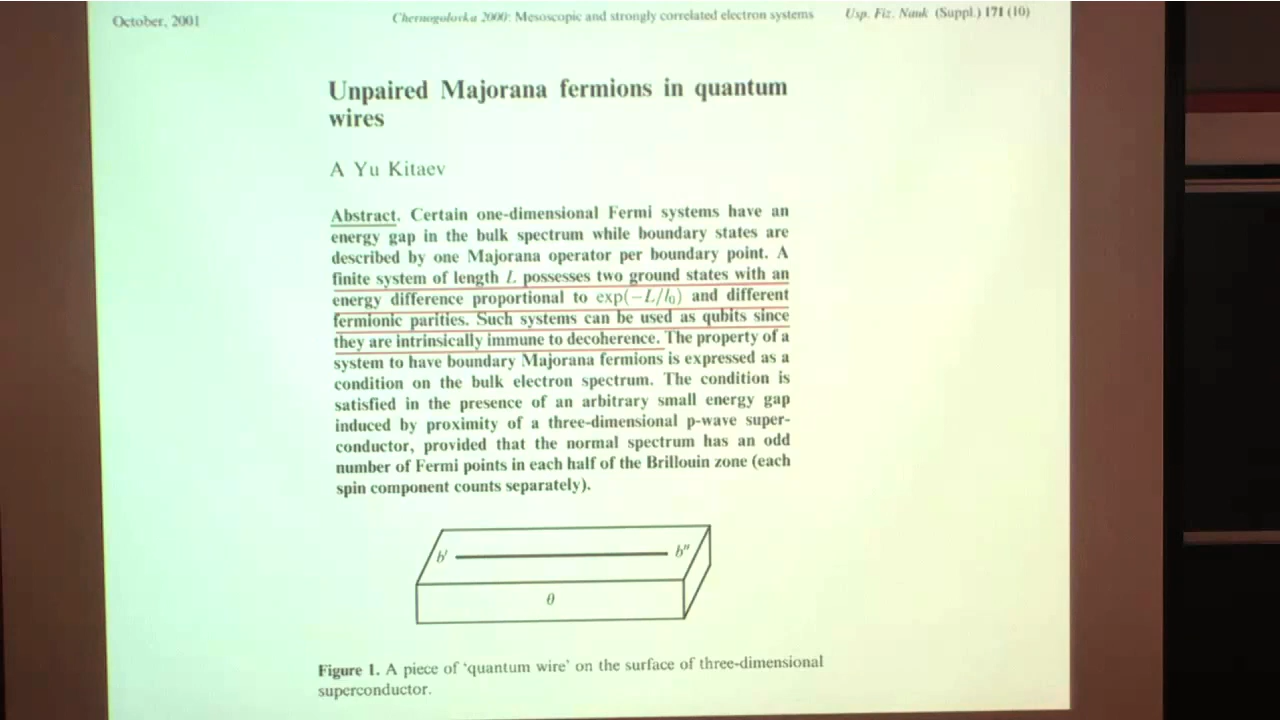 October, 2001
Chernogolovka 2000: Mesoscopic and strongly correlated electron systems
Usp. Fiz. Nauk (Suppl.) 171 (10)
Unpaired Majorana fermions in quantum
wires
A Yu Kitaev
Abstract. Certain one-dimensional Fermi systems have an
energy gap in the bulk spectrum while boundary states are
described by one Majorana operator per boundary point. A
finite system of length L possesses two ground states with an
energy difference proportional to exp(−L/l₀) and different
fermionic parities. Such systems can be used as qubits since
they are intrinsically immune to decoherence. The property of a
system to have boundary Majorana fermions is expressed as a
condition on the bulk electron spectrum. The condition is
satisfied in the presence of an arbitrary small energy gap
induced by proximity of a three-dimensional p-wave super-
conductor, provided that the normal spectrum has an odd
number of Fermi points in each half of the Brillouin zone (each
spin component counts separately).
b′ b″
θ
Figure 1. A piece of ‘quantum wire’ on the surface of three-dimensional
superconductor.